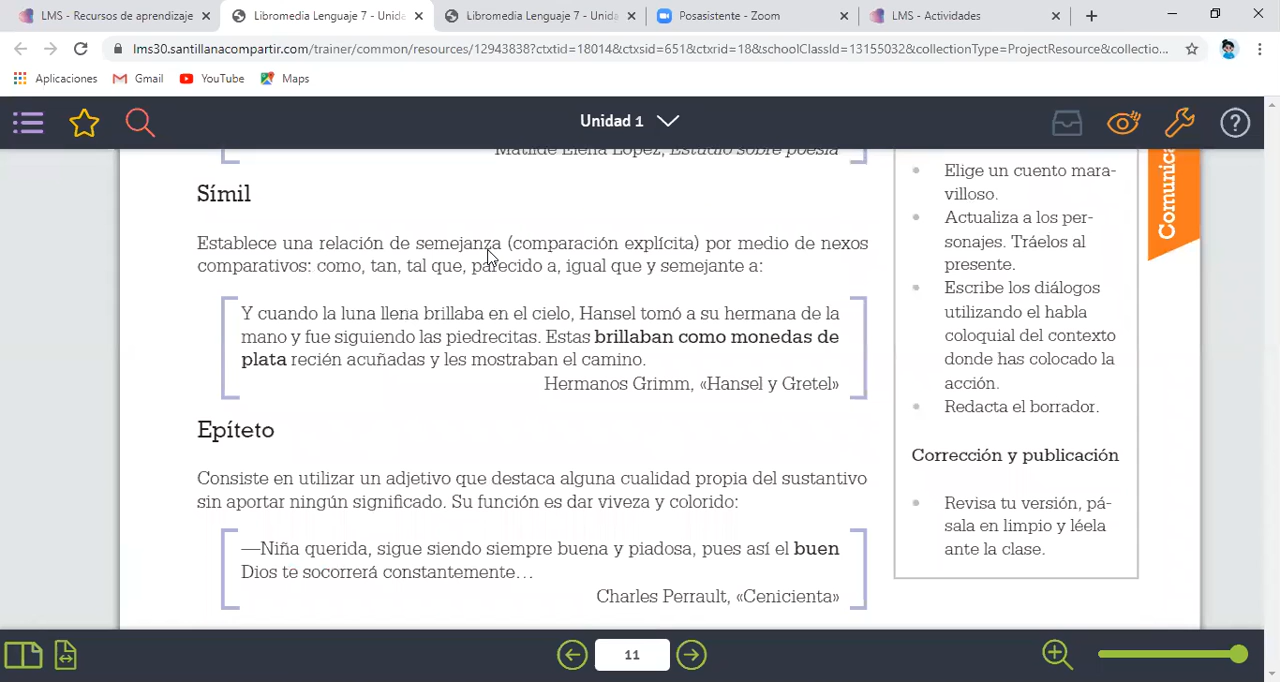 LMS - Recursos de aprendizaje
Libromedia Lenguaje 7 - Unida
Libromedia Lenguaje 7 - Unida
Posasistente - Zoom
LMS - Actividades
lms30.santillanacompartir.com/trainer/common/resources/12943838?ctxtid=18014&ctxsid=651&ctxrid=18&schoolClassId=13155032&collectionType=ProjectResource&collectio...
Aplicaciones
Gmail
YouTube
Maps
Unidad 1
Matilde Elena López, Estudio sobre poesía
Símil
Establece una relación de semejanza (comparación explícita) por medio de nexos
comparativos: como, tan, tal que, parecido a, igual que y semejante a:
Y cuando la luna llena brillaba en el cielo, Hansel tomó a su hermana de la
mano y fue siguiendo las piedrecitas. Estas brillaban como monedas de
plata recién acuñadas y les mostraban el camino.
Hermanos Grimm, «Hansel y Gretel»
Epíteto
Consiste en utilizar un adjetivo que destaca alguna cualidad propia del sustantivo
sin aportar ningún significado. Su función es dar viveza y colorido:
—Niña querida, sigue siendo siempre buena y piadosa, pues así el buen
Dios te socorrerá constantemente…
Charles Perrault, «Cenicienta»
• Elige un cuento mara-
villoso.
• Actualiza a los per-
sonajes. Tráelos al
presente.
• Escribe los diálogos
utilizando el habla
coloquial del contexto
donde has colocado la
acción.
• Redacta el borrador.
Corrección y publicación
• Revisa tu versión, pá-
sala en limpio y léela
ante la clase.
Comunica
11